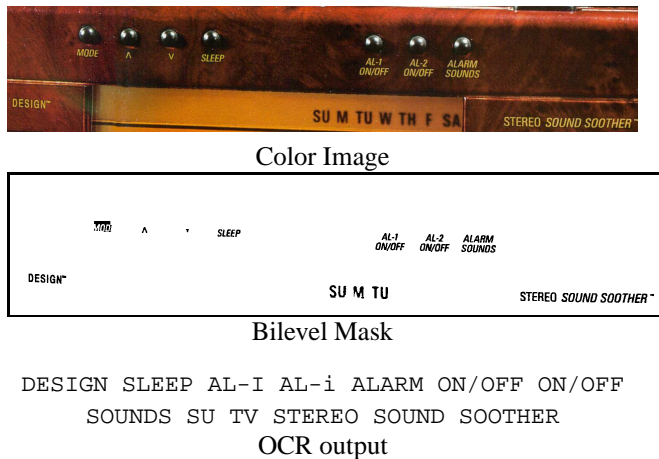 MODE ∧ ∨ SLEEP AL-1 ON/OFF AL-2 ON/OFF ALARM SOUNDS
DESIGN™ SU M TU W TH F SA STEREO SOUND SOOTHER™
Color Image
MODE ∧ ▾ SLEEP AL-1 ON/OFF AL-2 ON/OFF ALARM SOUNDS
DESIGN™ SU M TU STEREO SOUND SOOTHER™
Bilevel Mask
DESIGN SLEEP AL-I AL-i ALARM ON/OFF ON/OFF
SOUNDS SU TV STEREO SOUND SOOTHER
OCR output